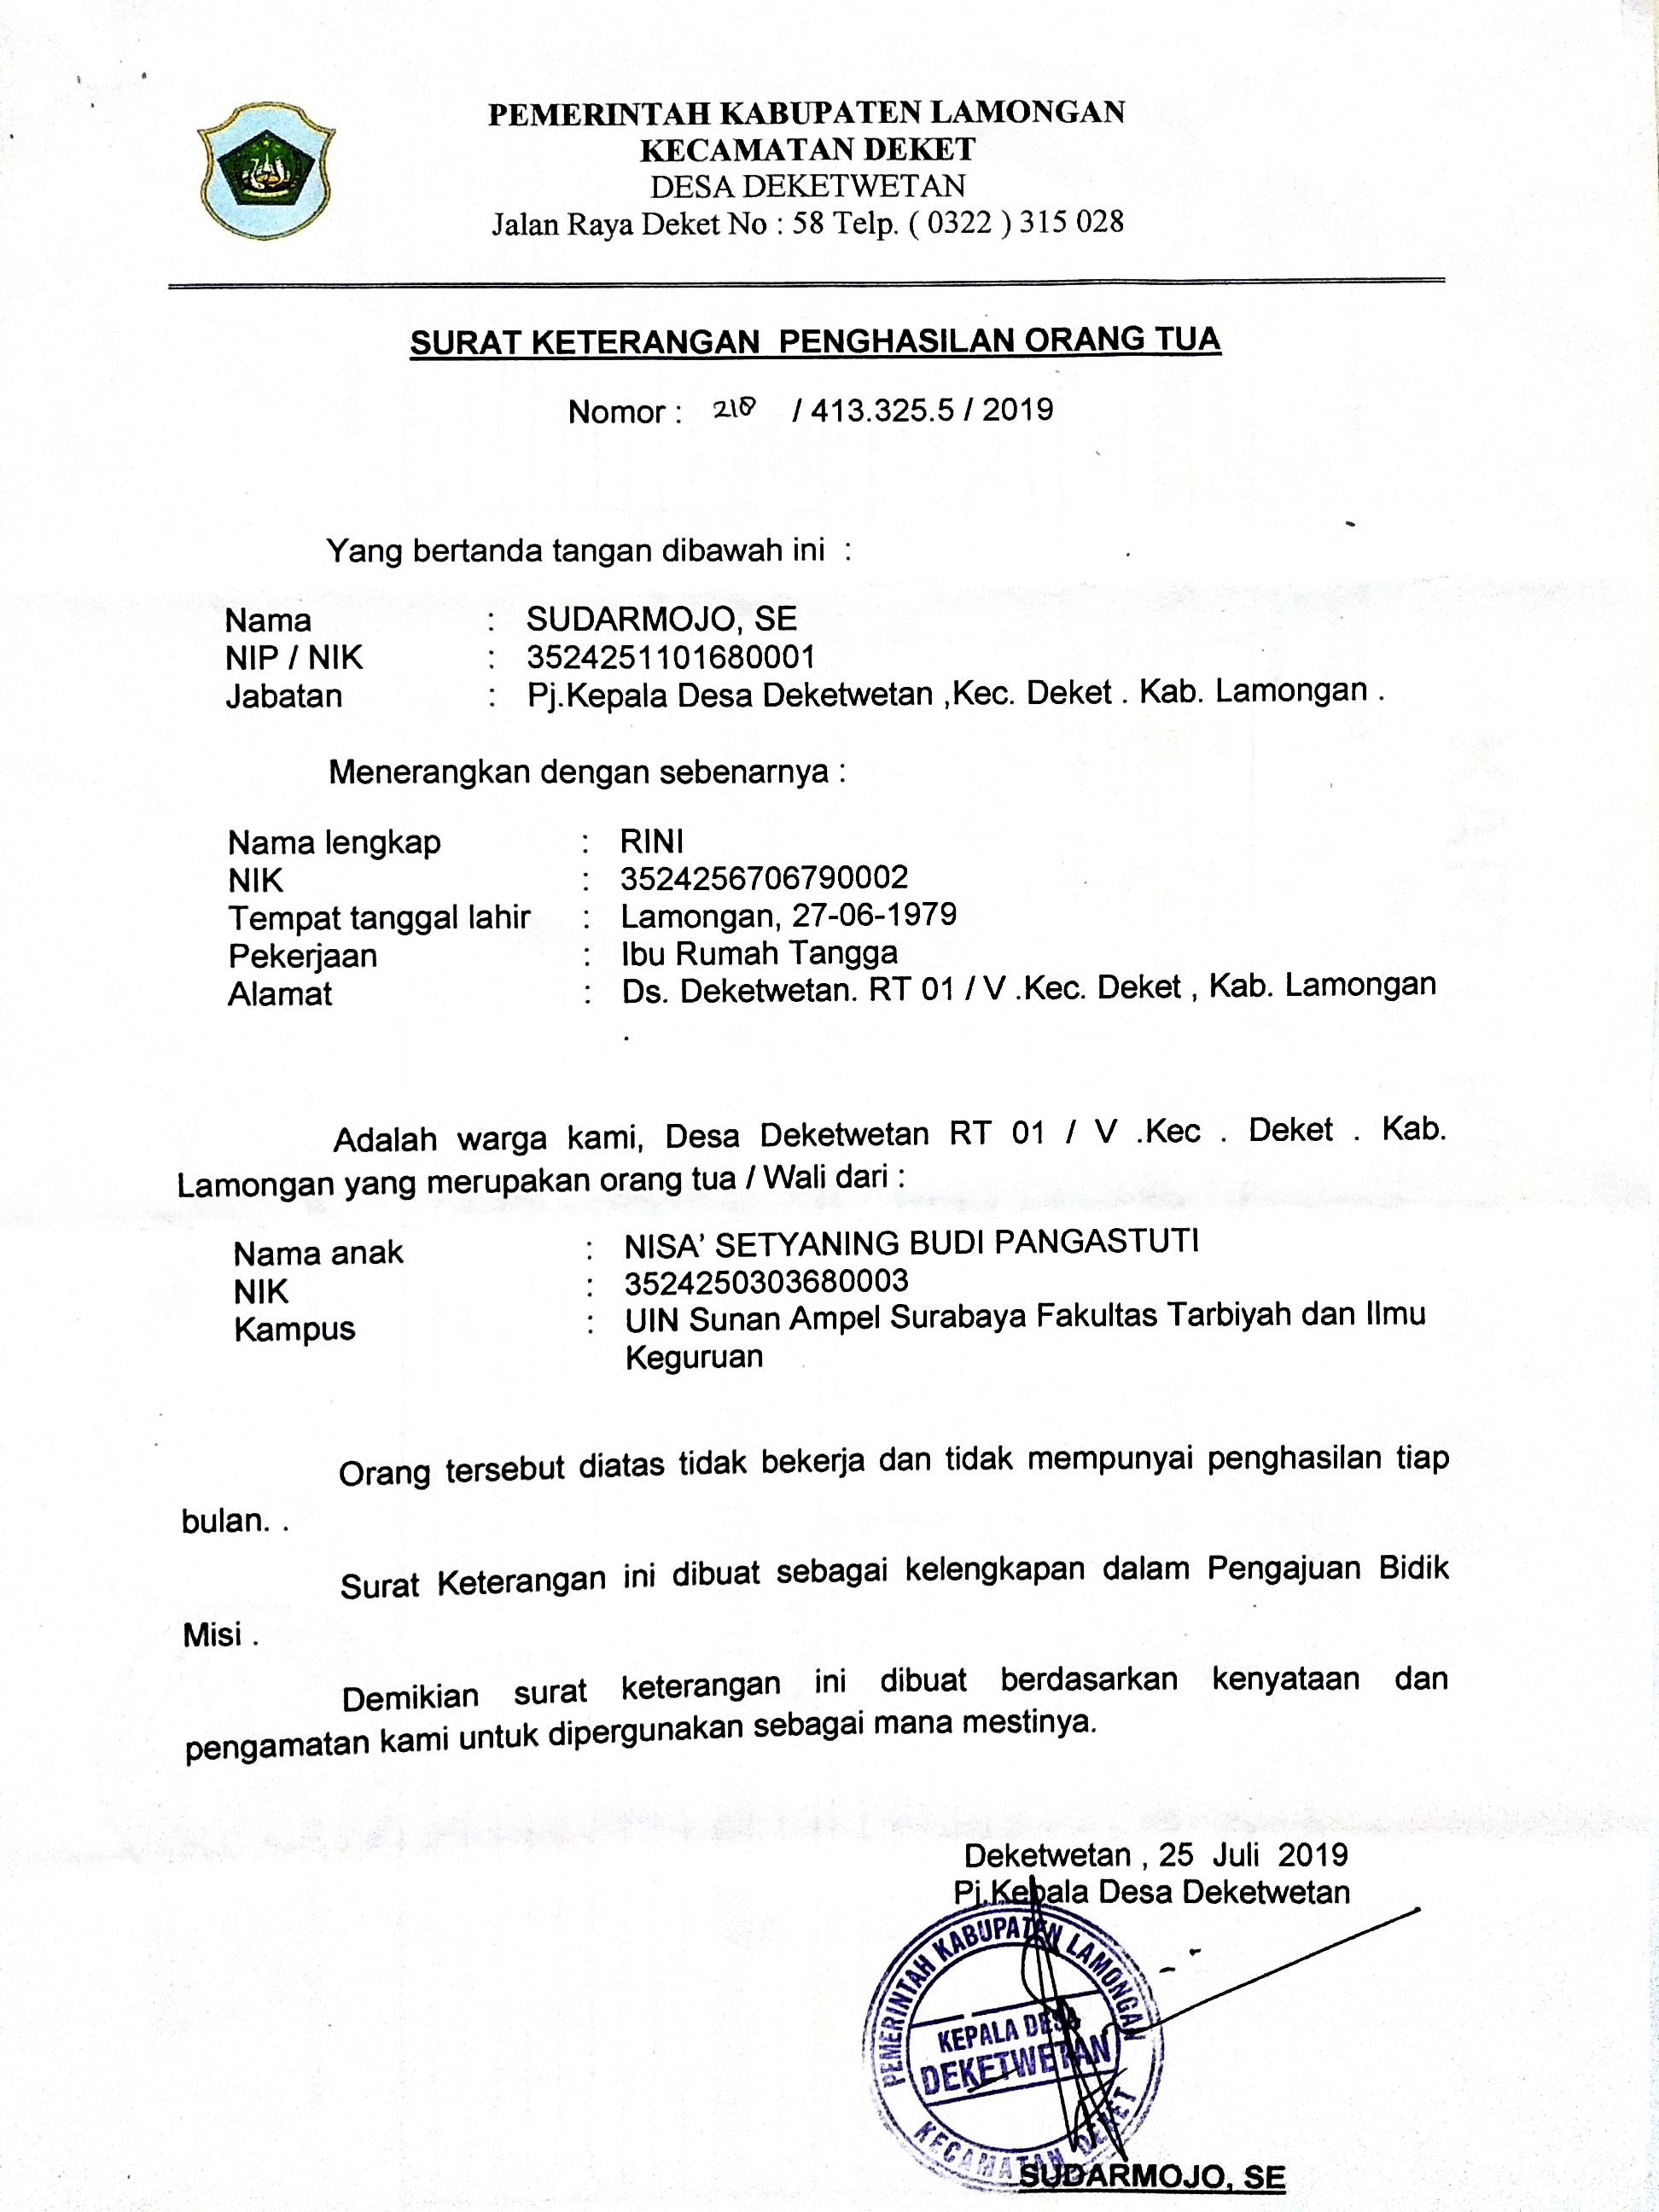 PEMERINTAH KABUPATEN LAMONGAN
KECAMATAN DEKET
DESA DEKETWETAN
Jalan Raya Deket No : 58 Telp. ( 0322 ) 315 028
SURAT KETERANGAN PENGHASILAN ORANG TUA
Nomor : 218 / 413.325.5 / 2019
Yang bertanda tangan dibawah ini :
Nama : SUDARMOJO, SE
NIP / NIK : 3524251101680001
Jabatan : Pj.Kepala Desa Deketwetan ,Kec. Deket . Kab. Lamongan .
Menerangkan dengan sebenarnya :
Nama lengkap : RINI
NIK : 3524256706790002
Tempat tanggal lahir : Lamongan, 27-06-1979
Pekerjaan : Ibu Rumah Tangga
Alamat : Ds. Deketwetan. RT 01 / V .Kec. Deket , Kab. Lamongan
.
Adalah warga kami, Desa Deketwetan RT 01 / V .Kec . Deket . Kab.
Lamongan yang merupakan orang tua / Wali dari :
Nama anak : NISA' SETYANING BUDI PANGASTUTI
NIK : 3524250303680003
Kampus : UIN Sunan Ampel Surabaya Fakultas Tarbiyah dan Ilmu
Keguruan
Orang tersebut diatas tidak bekerja dan tidak mempunyai penghasilan tiap
bulan. .
Surat Keterangan ini dibuat sebagai kelengkapan dalam Pengajuan Bidik
Misi .
Demikian surat keterangan ini dibuat berdasarkan kenyataan dan
pengamatan kami untuk dipergunakan sebagai mana mestinya.
Deketwetan , 25 Juli 2019
Pj.Kepala Desa Deketwetan
PEMERINTAH KABUPATEN LAMONGAN
KEPALA DESA
DEKETWETAN
KECAMATAN DEKET
SUDARMOJO, SE